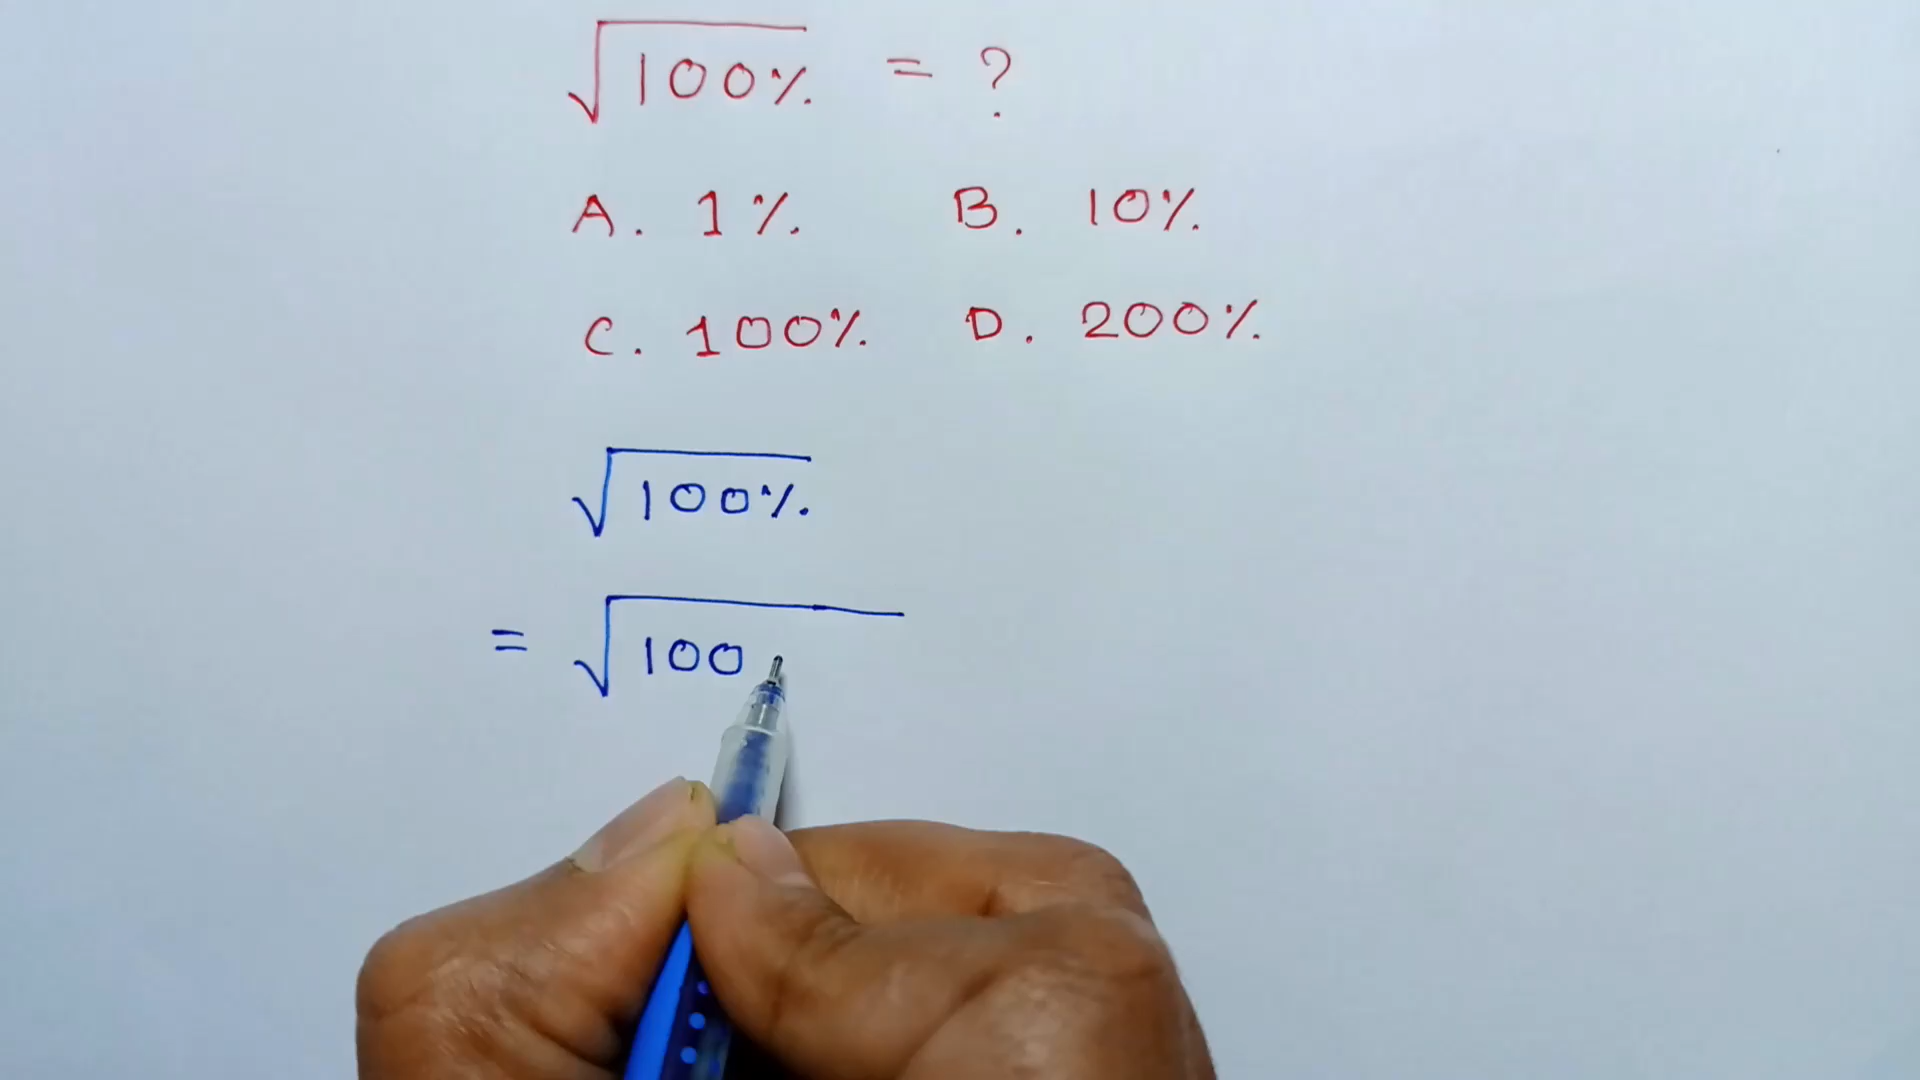 √100% = ?
A. 1% B. 10%
C. 100% D. 200%
√100%
= √100